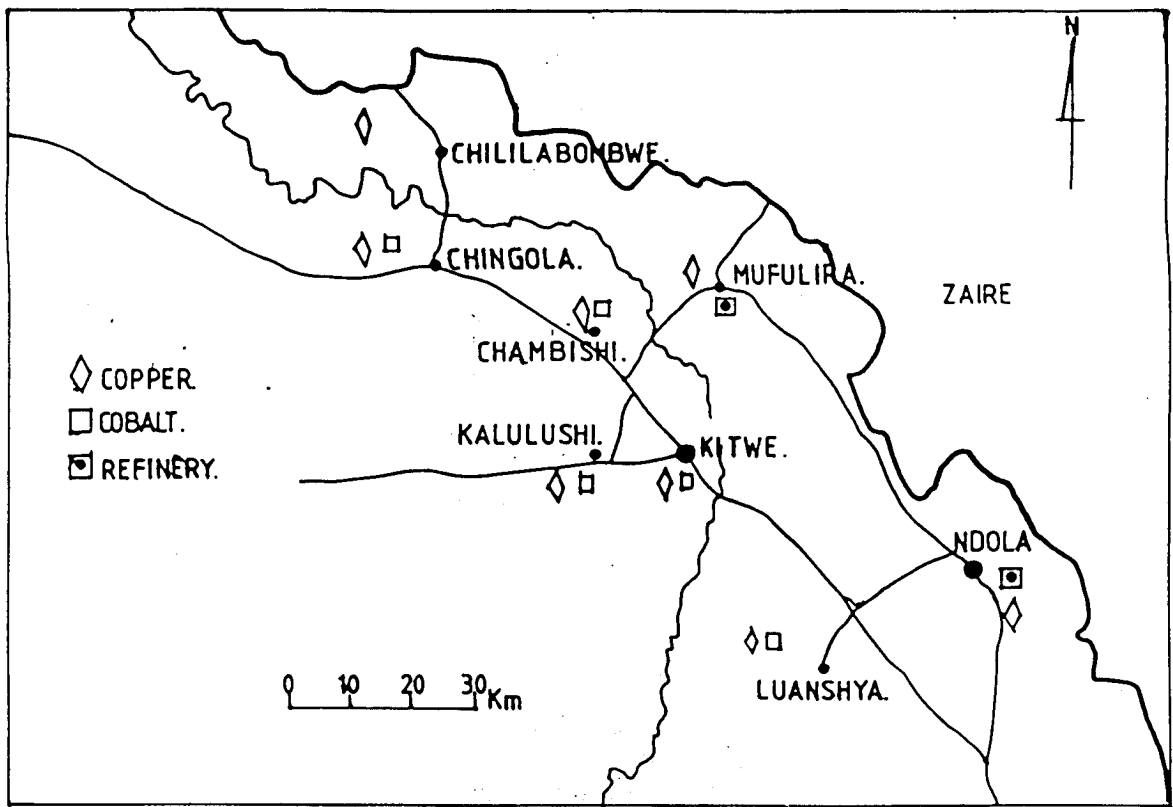 N
CHILILABOMBWE.
CHINGOLA.
MUFULIRA.
ZAIRE
CHAMBISHI.
COPPER.
COBALT.
REFINERY.
KALULUSHI.
KITWE.
NDOLA
LUANSHYA.
0 10 20 30 Km